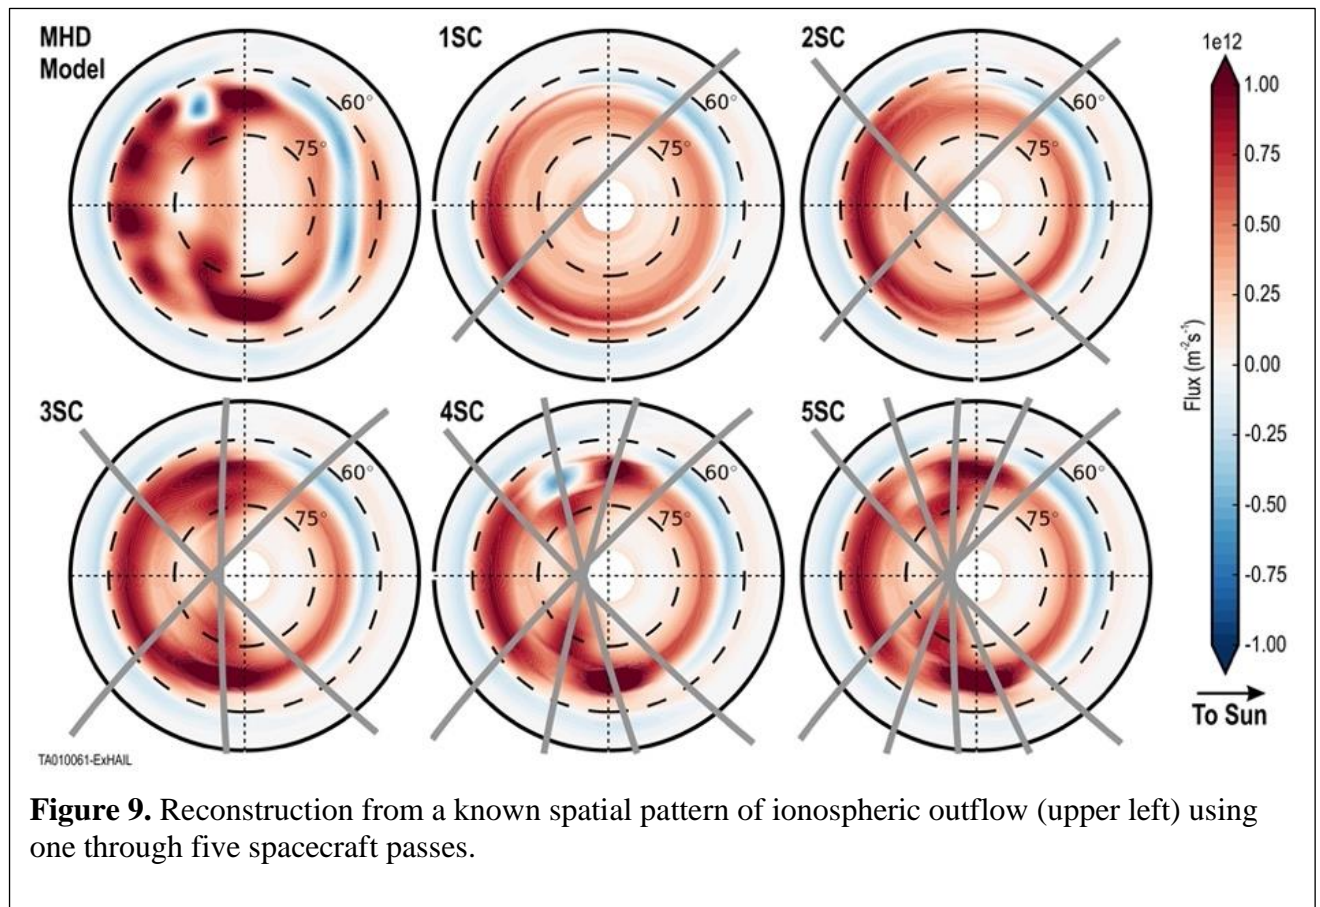 MHD
Model
60°
75°
1SC
60°
75°
2SC
60°
75°
1e12
1.00
0.75
0.50
0.25
0.00
-0.25
-0.50
-0.75
-1.00
Flux (m⁻²s⁻¹)
To Sun
3SC
60°
75°
4SC
60°
75°
5SC
60°
75°
TA010061-ExHAIL
Figure 9. Reconstruction from a known spatial pattern of ionospheric outflow (upper left) using
one through five spacecraft passes.